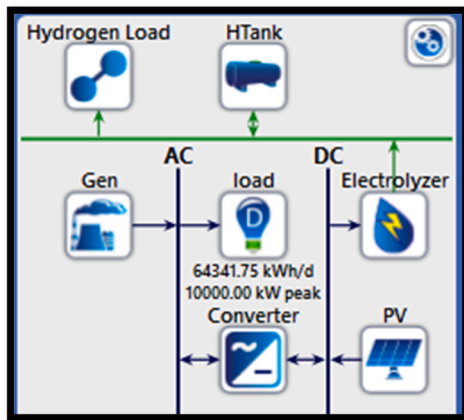 Hydrogen Load HTank
AC DC
Gen load Electrolyzer
D
64341.75 kWh/d
10000.00 kW peak
Converter PV